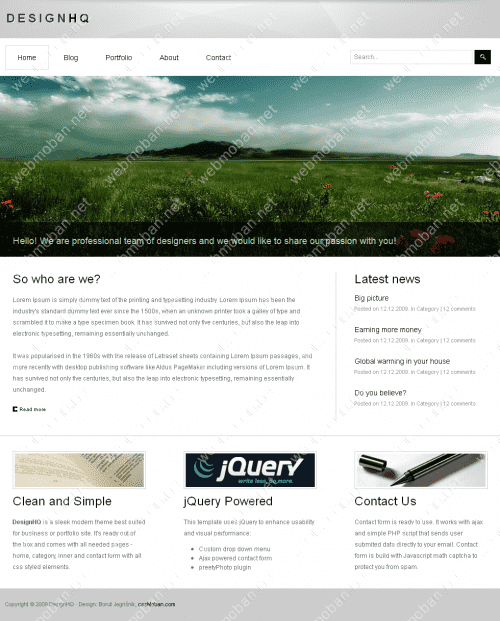 DESIGNHQ
Home Blog Portfolio About Contact
Search...
Hello! We are professional team of designers and we would like to share our passion with you!
So who are we?
Lorem Ipsum is simply dummy text of the printing and typesetting industry. Lorem Ipsum has been the
industry's standard dummy text ever since the 1500s, when an unknown printer took a galley of type and
scrambled it to make a type specimen book. It has survived not only five centuries, but also the leap into
electronic typesetting, remaining essentially unchanged.
It was popularised in the 1960s with the release of Letraset sheets containing Lorem Ipsum passages, and
more recently with desktop publishing software like Aldus PageMaker including versions of Lorem Ipsum. It
has survived not only five centuries, but also the leap into electronic typesetting, remaining essentially
unchanged.
Read more
Latest news
Big picture
Posted on 12.12.2009, in Category | 12 comments
Earning more money
Posted on 12.12.2009, in Category | 12 comments
Global warming in your house
Posted on 12.12.2009, in Category | 12 comments
Do you believe?
Posted on 12.12.2009, in Category | 12 comments
jQuery
write less, do more.
Clean and Simple
DesignHQ is a sleek modern theme best suited
for business or portfolio site. It's ready out of
the box and comes with all needed pages -
home, category, inner and contact form with all
css styled elements.
jQuery Powered
This template uses jQuery to enhance usability
and visual performance:
Custom drop down menu
Ajax powered contact form
preetyPhoto plugin
Contact Us
Contact form is ready to use. It works with ajax
and simple PHP script that sends user
submited data directly to your email. Contact
form is build with Javascript math captcha to
protect you from spam.
Copyright © 2009 DesignHQ - Design: Borut Jegrišnik, cssMoban.com
webmoban.net